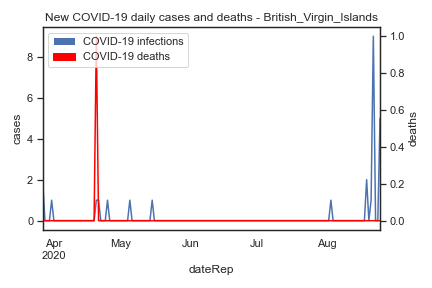 New COVID-19 daily cases and deaths - British_Virgin_Islands
COVID-19 infections
COVID-19 deaths
8
6
4
2
0
cases
1.0
0.8
0.6
0.4
0.2
0.0
deaths
Apr
2020
May
Jun
Jul
Aug
dateRep